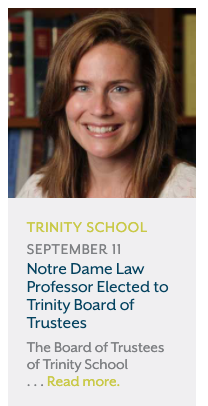 TRINITY SCHOOL
SEPTEMBER 11
Notre Dame Law
Professor Elected to
Trinity Board of
Trustees
The Board of Trustees
of Trinity School
. . . Read more.